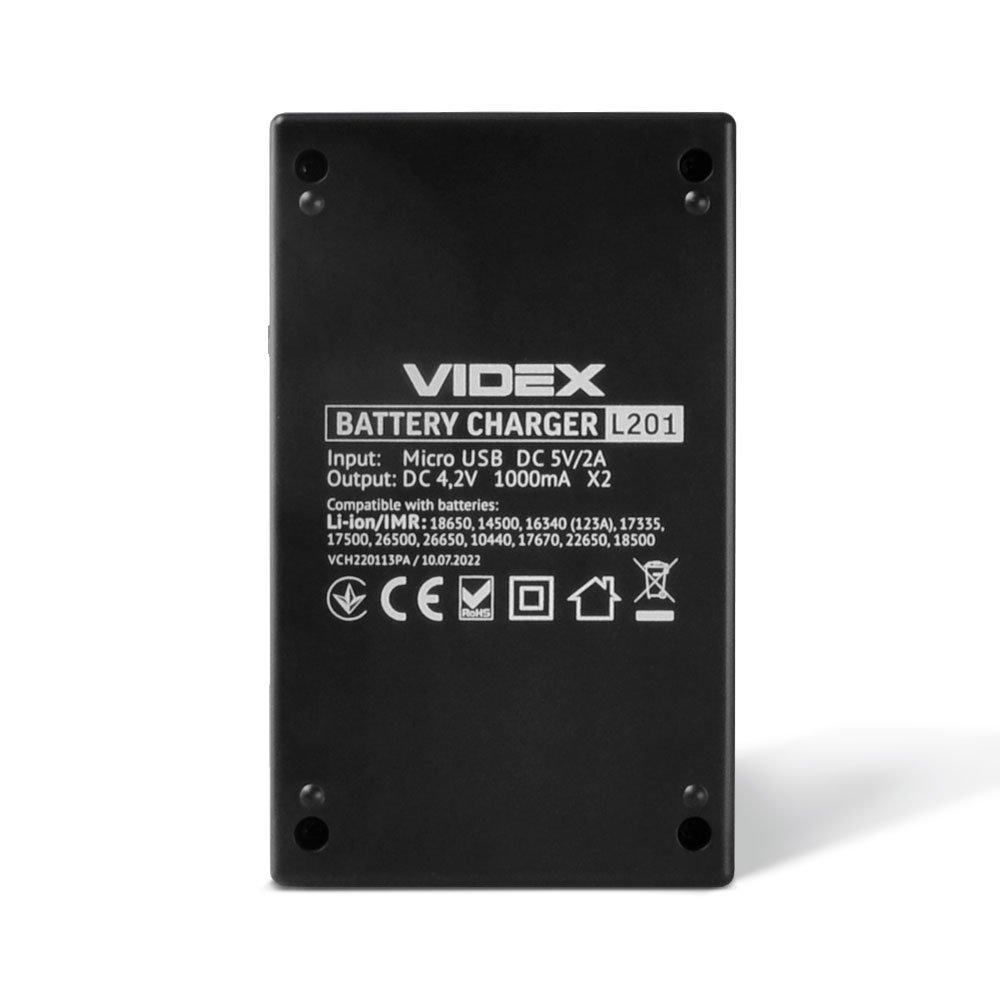 VIDEX
BATTERY CHARGER L201
Input: Micro USB DC 5V/2A
Output: DC 4,2V 1000mA X2
Compatible with batteries:
Li-ion/IMR: 18650, 14500, 16340 (123A), 17335,
17500, 26500, 26650, 10440, 17670, 22650, 18500
VCH220113PA / 10.07.2022
CE RoHS